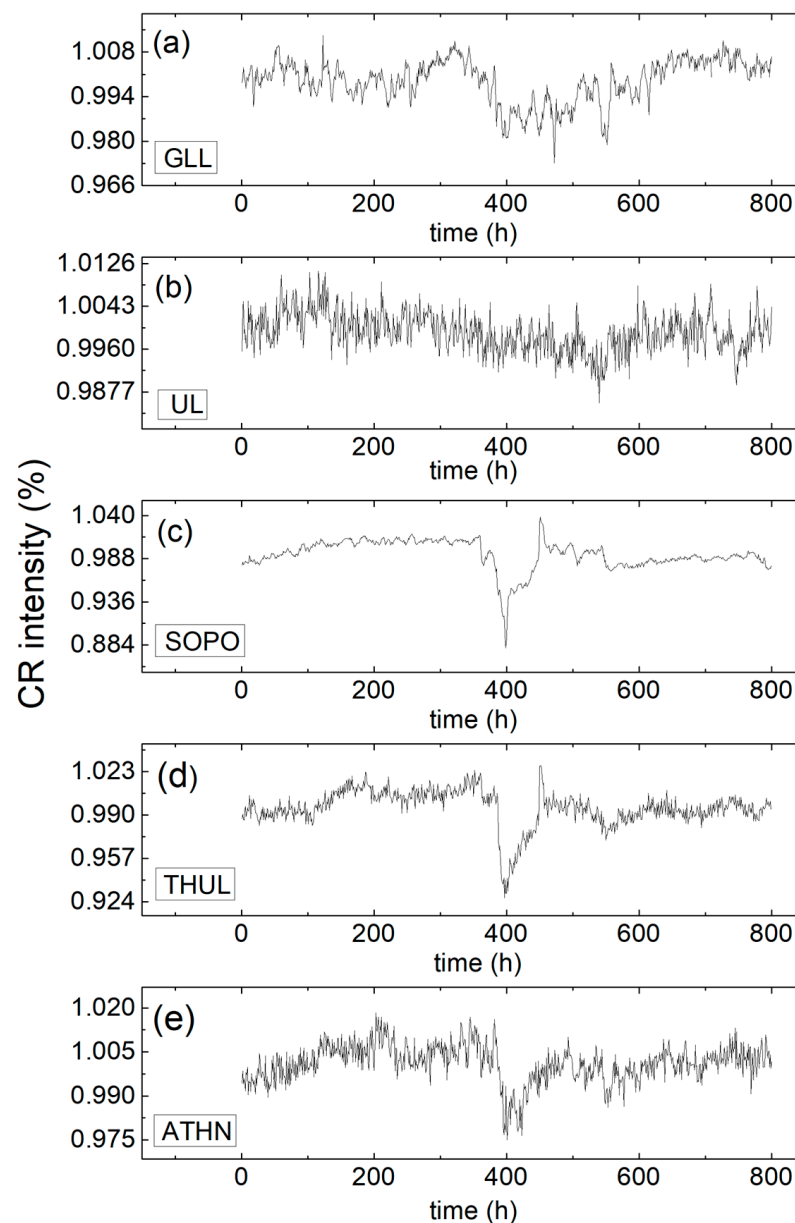 (a)
1.008
0.994
0.980
0.966
GLL
0 200 400 600 800
time (h)
(b)
1.0126
1.0043
0.9960
0.9877
UL
0 200 400 600 800
time (h)
CR intensity (%)
(c)
1.040
0.988
0.936
0.884
SOPO
0 200 400 600 800
time (h)
(d)
1.023
0.990
0.957
0.924
THUL
0 200 400 600 800
time (h)
(e)
1.020
1.005
0.990
0.975
ATHN
0 200 400 600 800
time (h)